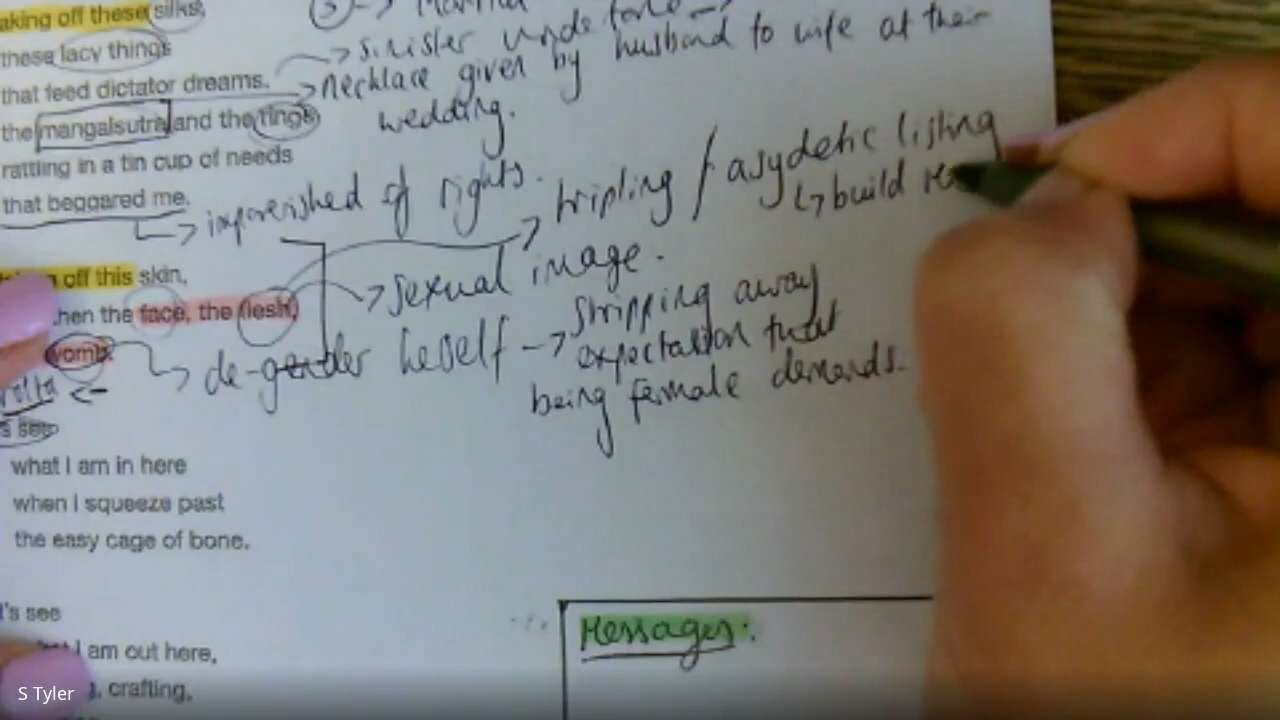 aking off these silks,
these lacy things
that feed dictator dreams,
the mangalsutra and the rings
rattling in a tin cup of needs
that beggared me.
off this skin,
then the face, the flesh,
womb.
s see
what I am in here
when I squeeze past
the easy cage of bone.
t's see
I am out here,
, crafting,
sinister undertone
necklace given by husband to wife at their
wedding.
impoverished of rights.
tripling / asydetic listing
build
sexual image.
de-gender heself → stripping away
expectation that
being female demands.
Messages:
S Tyler